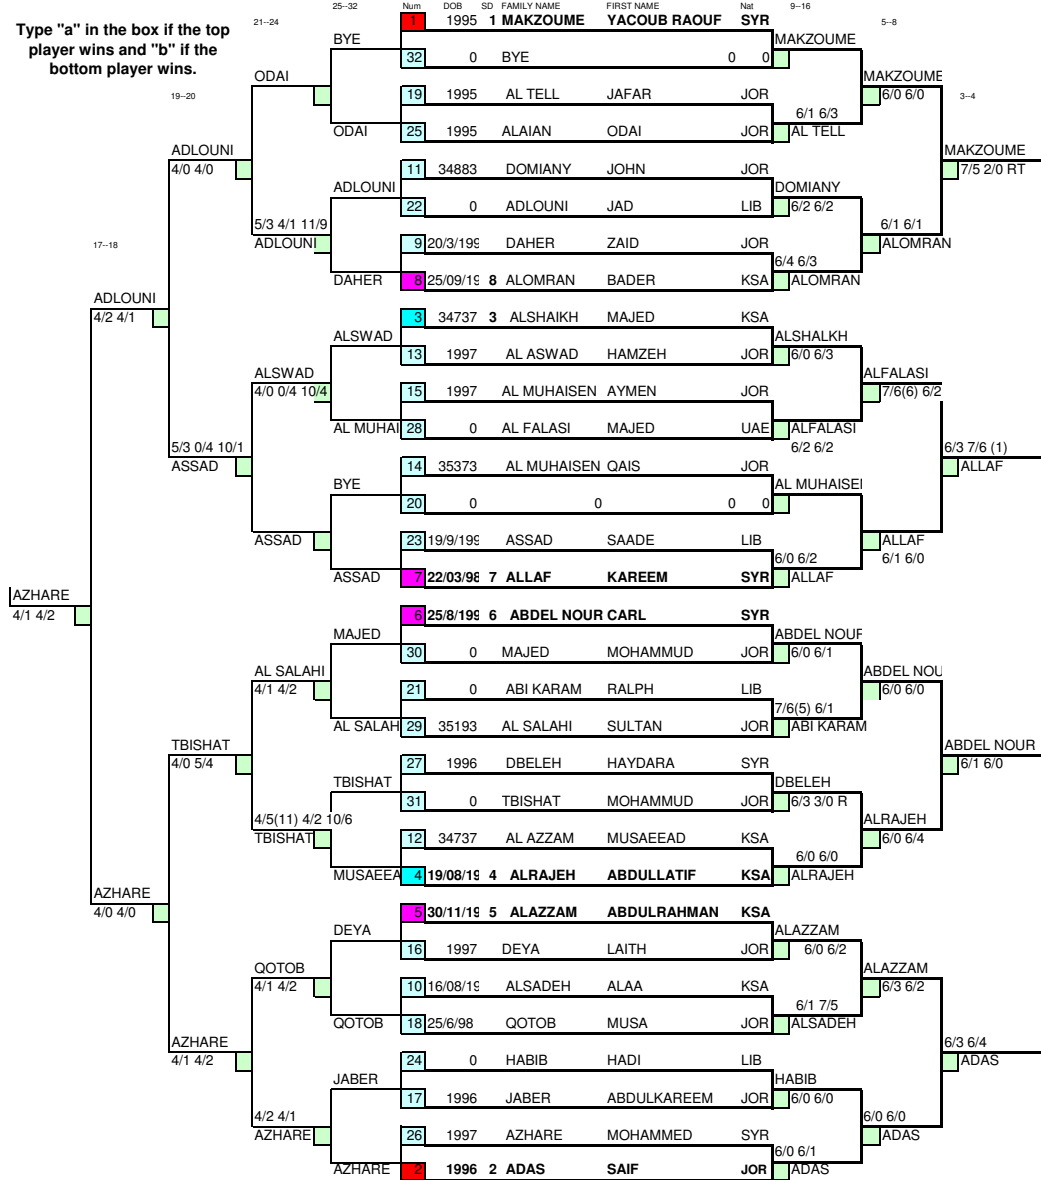 25--32 Num DOB SD FAMILY NAME FIRST NAME Nat 9--16
21--24 1 1995 1 MAKZOUME YACOUB RAOUF SYR 5--8
Type "a" in the box if the top
player wins and "b" if the
bottom player wins.
BYE MAKZOUME
32 0 BYE 0 0
ODAI MAKZOUME
19--20 19 1995 AL TELL JAFAR JOR 6/0 6/0 3--4
6/1 6/3
ODAI 25 1995 ALAIAN ODAI JOR AL TELL
ADLOUNI MAKZOUME
4/0 4/0 11 34883 DOMIANY JOHN JOR 7/5 2/0 RT
ADLOUNI DOMIANY
22 0 ADLOUNI JAD LIB 6/2 6/2
5/3 4/1 11/9 6/1 6/1
17--18 ADLOUNI 9 20/3/199 DAHER ZAID JOR ALOMRAN
6/4 6/3
DAHER 8 25/09/19 8 ALOMRAN BADER KSA ALOMRAN
ADLOUNI
4/2 4/1 3 34737 3 ALSHAIKH MAJED KSA
ALSWAD ALSHALKH
13 1997 AL ASWAD HAMZEH JOR 6/0 6/3
ALSWAD ALFALASI
4/0 0/4 10/4 15 1997 AL MUHAISEN AYMEN JOR 7/6(6) 6/2
AL MUHAI 28 0 AL FALASI MAJED UAE ALFALASI
6/2 6/2
5/3 0/4 10/1 6/3 7/6 (1)
ASSAD 14 35373 AL MUHAISEN QAIS JOR ALLAF
BYE AL MUHAISEI
20 0 0 0 0
ASSAD 23 19/9/199 ASSAD SAADE LIB ALLAF
6/0 6/2 6/1 6/0
ASSAD 7 22/03/98 7 ALLAF KAREEM SYR ALLAF
AZHARE
4/1 4/2 6 25/8/199 6 ABDEL NOUR CARL SYR
MAJED ABDEL NOUR
30 0 MAJED MOHAMMUD JOR 6/0 6/1
AL SALAHI ABDEL NOU
4/1 4/2 21 0 ABI KARAM RALPH LIB 6/0 6/0
7/6(5) 6/1
AL SALAH 29 35193 AL SALAHI SULTAN JOR ABI KARAM
TBISHAT ABDEL NOUR
4/0 5/4 27 1996 DBELEH HAYDARA SYR 6/1 6/0
TBISHAT DBELEH
31 0 TBISHAT MOHAMMUD JOR 6/3 3/0 R
4/5(11) 4/2 10/6 ALRAJEH
TBISHAT 12 34737 AL AZZAM MUSAEEAD KSA 6/0 6/4
6/0 6/0
MUSAEEA 4 19/08/19 4 ALRAJEH ABDULLATIF KSA ALRAJEH
AZHARE
4/0 4/0 5 30/11/19 5 ALAZZAM ABDULRAHMAN KSA
DEYA ALAZZAM
16 1997 DEYA LAITH JOR 6/0 6/2
QOTOB ALAZZAM
4/1 4/2 10 16/08/19 ALSADEH ALAA KSA 6/3 6/2
6/1 7/5
QOTOB 18 25/6/98 QOTOB MUSA JOR ALSADEH
AZHARE 6/3 6/4
4/1 4/2 24 0 HABIB HADI LIB ADAS
JABER HABIB
17 1996 JABER ABDULKAREEM JOR 6/0 6/0
4/2 4/1 6/0 6/0
AZHARE 26 1997 AZHARE MOHAMMED SYR ADAS
6/0 6/1
AZHARE 2 1996 2 ADAS SAIF JOR ADAS